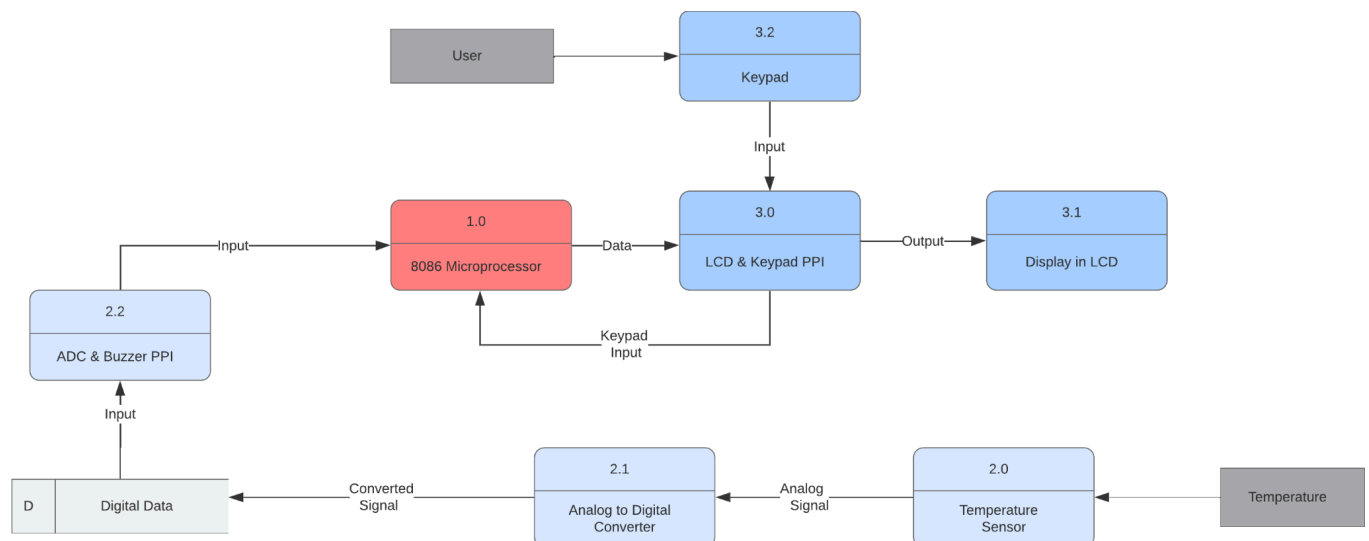 3.2
User
Keypad
Input
1.0
3.0
3.1
Input
Data
Output
8086 Microprocessor
LCD & Keypad PPI
Display in LCD
2.2
Keypad
Input
ADC & Buzzer PPI
Input
2.1
2.0
D
Digital Data
Converted
Signal
Analog to Digital
Converter
Analog
Signal
Temperature
Sensor
Temperature